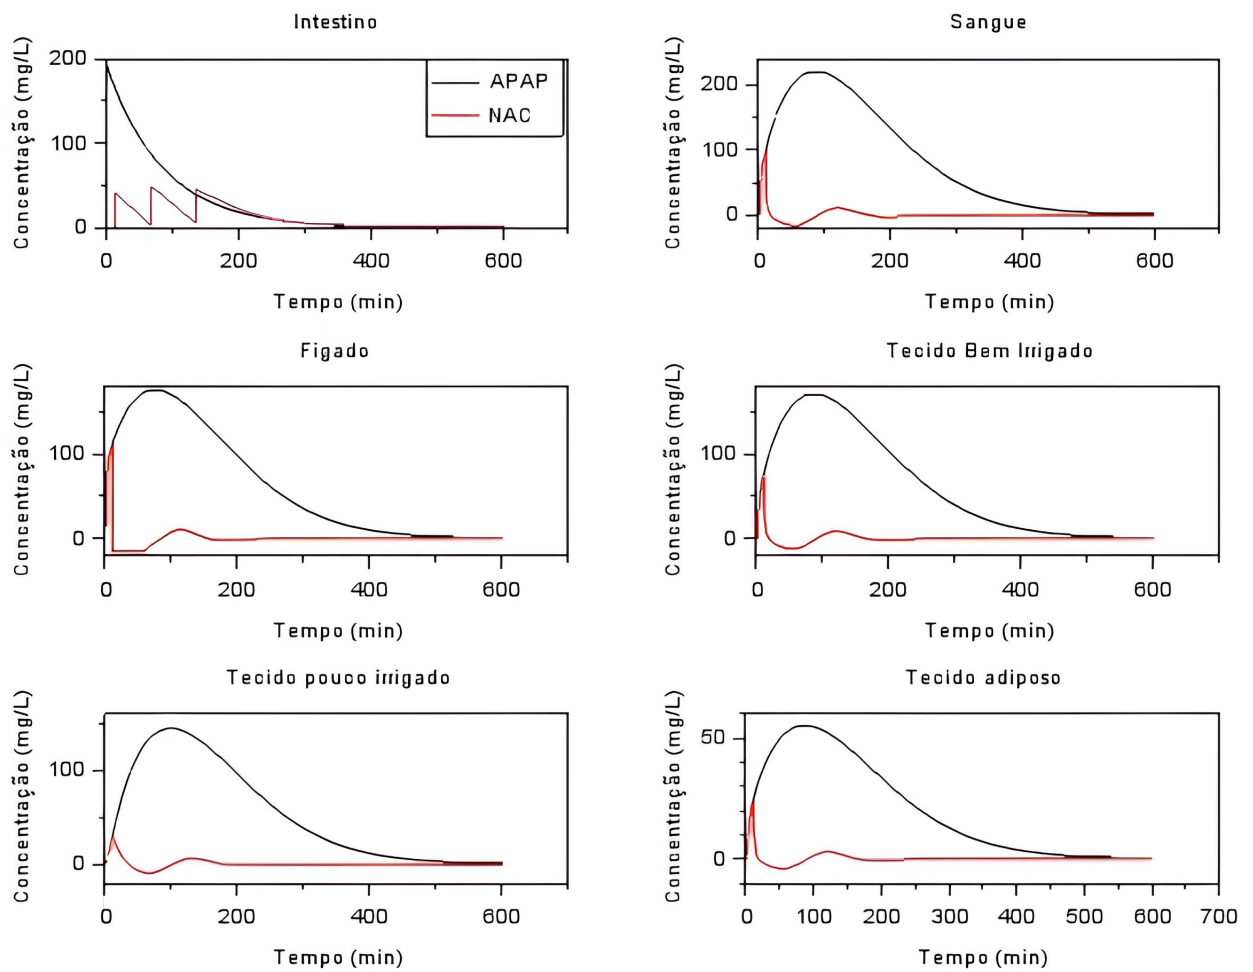 Intestino
Concentração (mg/L)
200
100
0
APAP
NAC
0 200 400 600
Tempo (min)
Sangue
Concentração (mg/L)
200
100
0
0 200 400 600
Tempo (min)
Figado
Concentração (mg/L)
100
0
0 200 400 600
Tempo (min)
Tecido Bem Irrigado
Concentração (mg/L)
100
0
0 200 400 600
Tempo (min)
Tecido pouco irrigado
Concentração (mg/L)
100
0
0 200 400 600
Tempo (min)
Tecido adiposo
Concentração (mg/L)
50
0
0 100 200 300 400 500 600 700
Tempo (min)